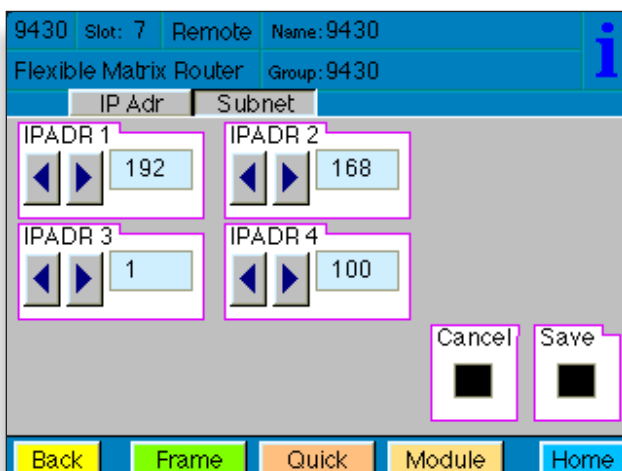 9430 Slot: 7 Remote Name: 9430
Flexible Matrix Router Group: 9430
i
IP Adr Subnet
IPADR 1 IPADR 2
192 168
IPADR 3 IPADR 4
1 100
Cancel Save
Back Frame Quick Module Home